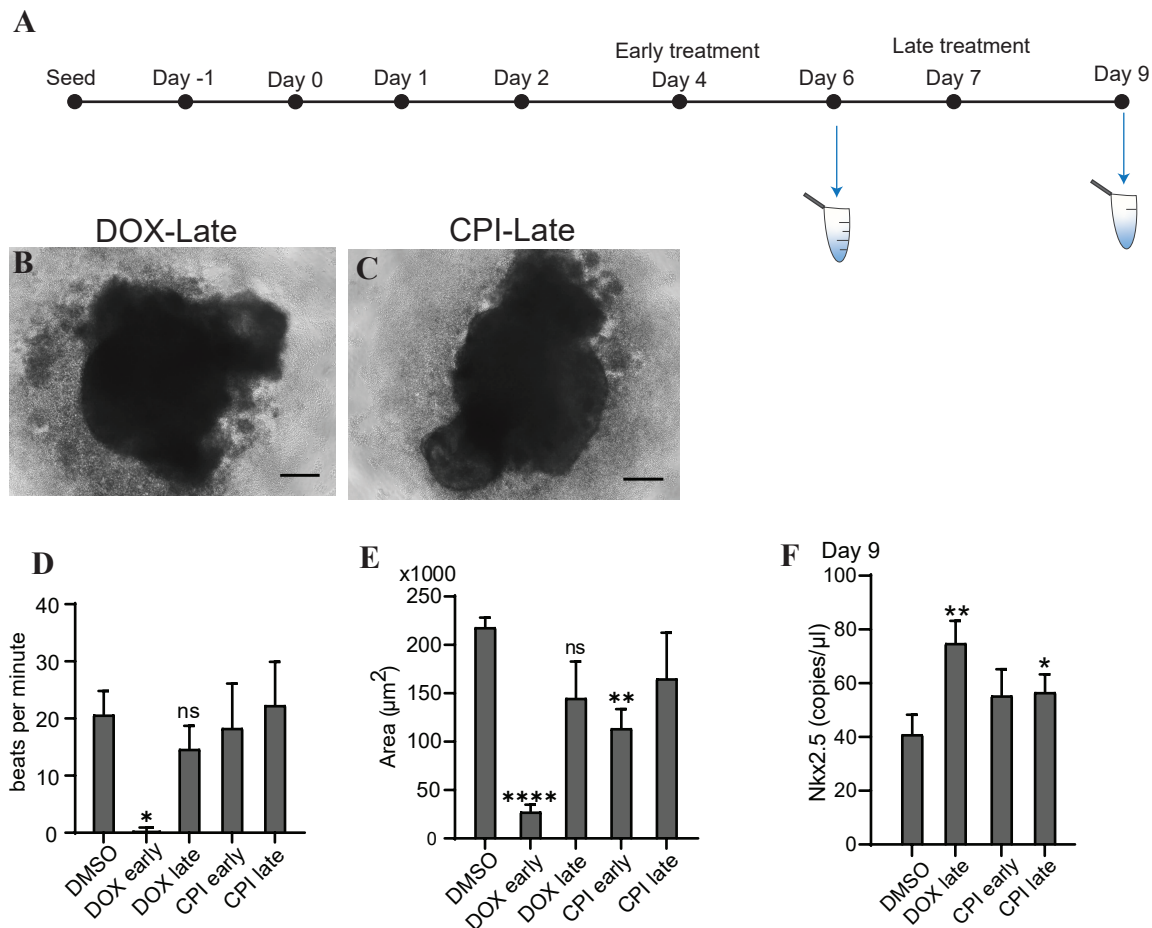 A
Early treatment
Late treatment
Seed
Day -1
Day 0
Day 1
Day 2
Day 4
Day 6
Day 7
Day 9
DOX-Late
CPI-Late
B
C
D
beats per minute
40
30
20
10
0
*
ns
DMSO
DOX early
DOX late
CPI early
CPI late
E
x1000
Area (µm²)
250
200
150
100
50
0
****
ns
**
DMSO
DOX early
DOX late
CPI early
CPI late
F
Day 9
Nkx2.5 (copies/µl)
100
80
60
40
20
0
**
*
DMSO
DOX late
CPI early
CPI late